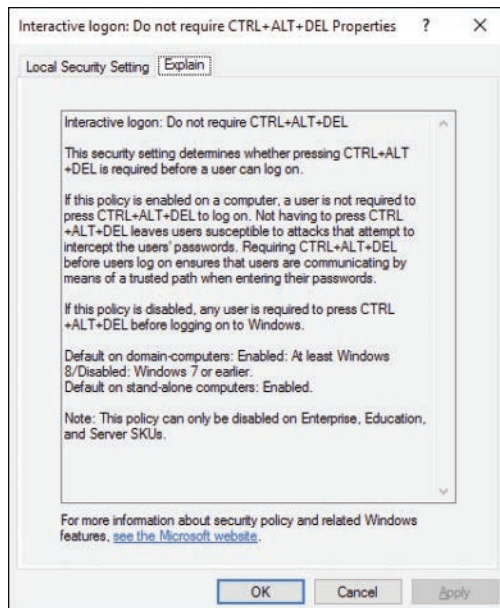 Interactive logon: Do not require CTRL+ALT+DEL Properties ? X
Local Security Setting Explain
Interactive logon: Do not require CTRL+ALT+DEL
This security setting determines whether pressing CTRL+ALT
+DEL is required before a user can log on.
If this policy is enabled on a computer, a user is not required to
press CTRL+ALT+DEL to log on. Not having to press CTRL
+ALT+DEL leaves users susceptible to attacks that attempt to
intercept the users' passwords. Requiring CTRL+ALT+DEL
before users log on ensures that users are communicating by
means of a trusted path when entering their passwords.
If this policy is disabled, any user is required to press CTRL
+ALT+DEL before logging on to Windows.
Default on domain-computers: Enabled: At least Windows
8/Disabled: Windows 7 or earlier.
Default on stand-alone computers: Enabled.
Note: This policy can only be disabled on Enterprise, Education,
and Server SKUs.
For more information about security policy and related Windows
features, see the Microsoft website.
OK Cancel Apply